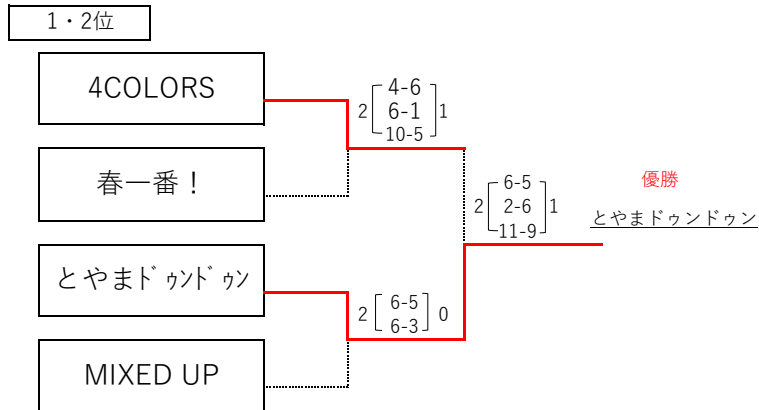 1・2位
4COLORS
春一番！
とやまﾄﾞｩﾝﾄﾞｩﾝ
MIXED UP
4-6
2 6-1 1
10-5
6-5
2 6-3 0
6-5
2 2-6 1
11-9
優勝
とやまドゥンドゥン